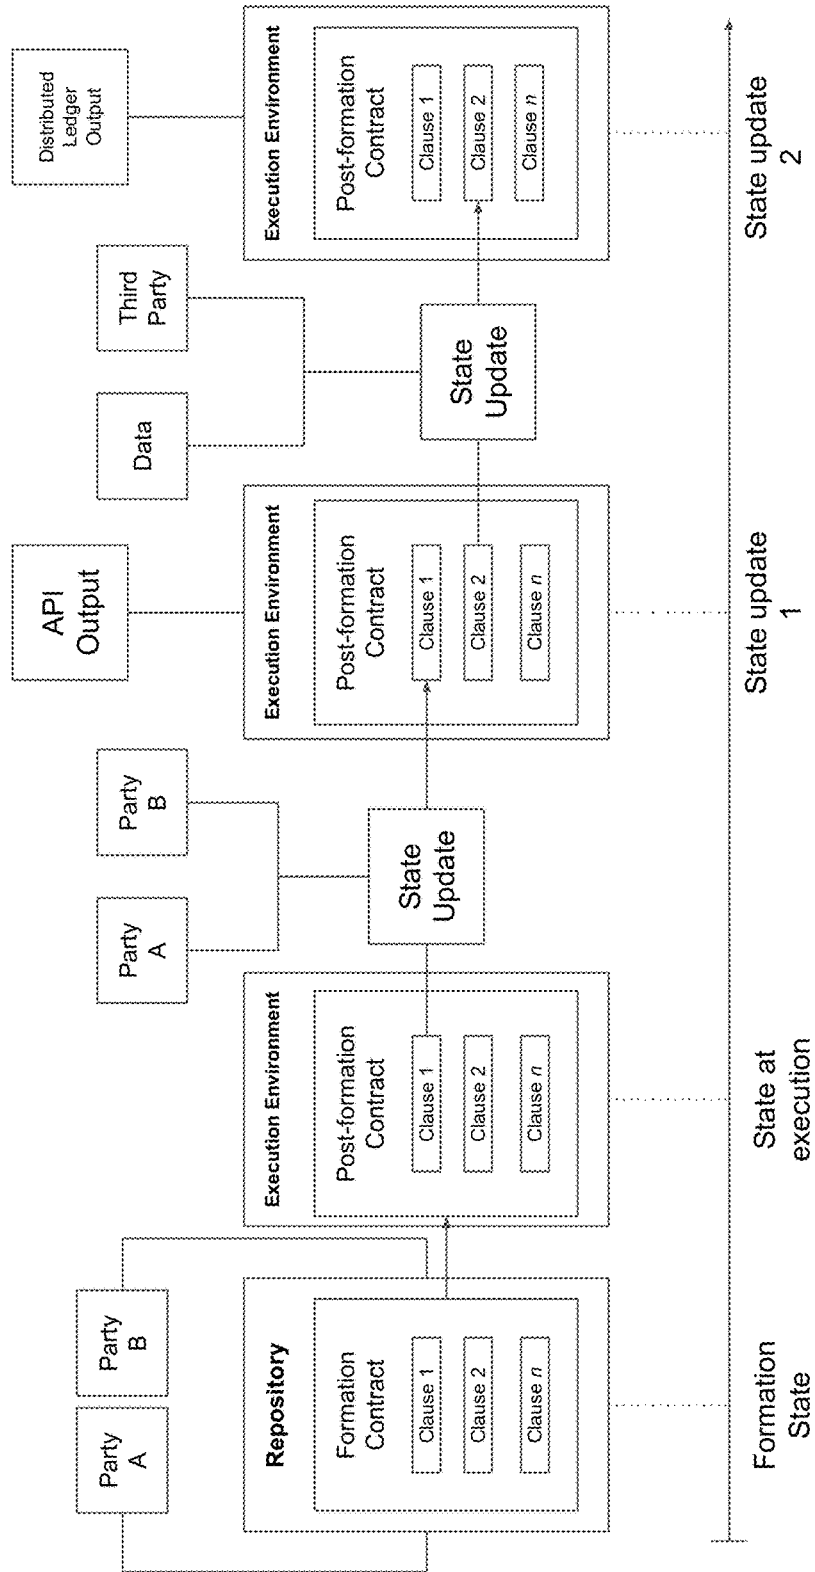 Party
A
Party
B
Repository
Formation
Contract
Clause 1
Clause 2
Clause n
Execution Environment
Post-formation
Contract
Clause 1
Clause 2
Clause n
Party
A
Party
B
State
Update
API
Output
Execution Environment
Post-formation
Contract
Clause 1
Clause 2
Clause n
Data
Third
Party
State
Update
Distributed
Ledger
Output
Execution Environment
Post-formation
Contract
Clause 1
Clause 2
Clause n
Formation
State
State at
execution
State update
1
State update
2